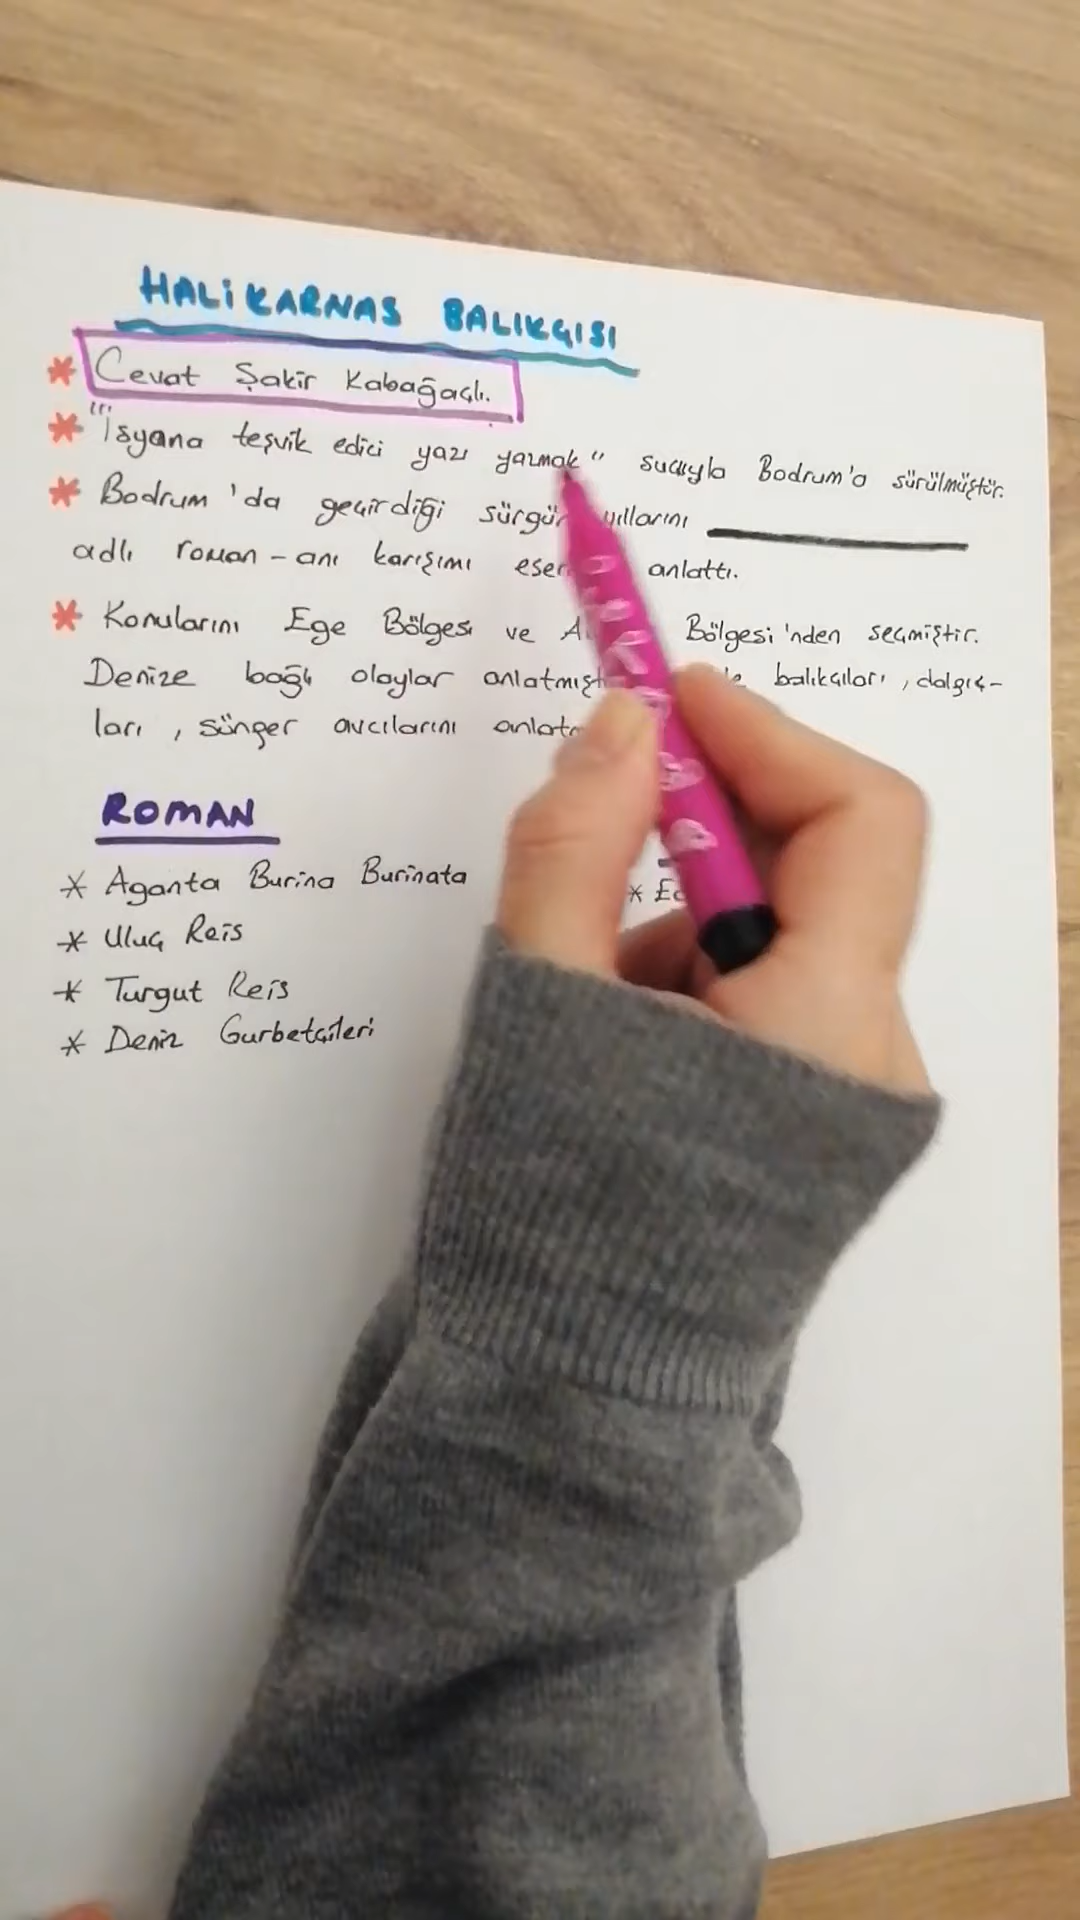 HALİKARNAS BALIKÇISI
* Cevat Şakir Kabağaçlı.
* "İsyana teşvik edici yazı yazmak" suçuyla Bodrum'a sürülmüştür.
* Bodrum'da geçirdiği sürgün yıllarını
adlı roman-anı karışımı anlattı.
* Konularını Ege Bölgesi ve Bölgesi'nden seçmiştir.
Denize bağlı olaylar balıkçıları, dalgıç-
ları, sünger avcılarını
ROMAN
* Aganta Burina Burinata
* Uluç Reis
* Turgut Reis
* Deniz Gurbetçileri